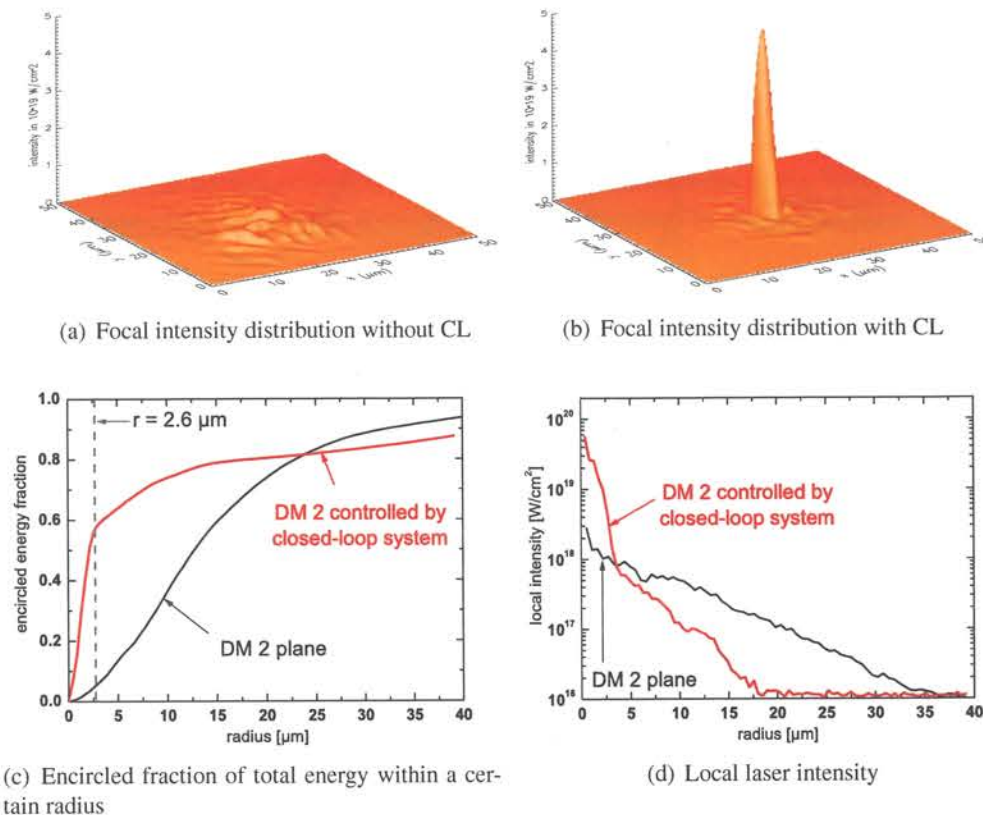 5
4
3
2
1
0
intensity in 10^19 W/cm2
50
40
30
20
10
0
y (µm)
0
10
20
30
40
50
x (µm)
(a) Focal intensity distribution without CL
5
4
3
2
1
0
intensity in 10^19 W/cm2
50
40
30
20
10
0
y (µm)
0
10
20
30
40
50
x (µm)
(b) Focal intensity distribution with CL
1.0
0.8
0.6
0.4
0.2
0.0
encircled energy fraction
r = 2.6 µm
DM 2 controlled by
closed-loop system
DM 2 plane
0 5 10 15 20 25 30 35 40
radius [µm]
(c) Encircled fraction of total energy within a cer-
tain radius
10^20
10^19
10^18
10^17
10^16
local intensity [W/cm²]
DM 2 controlled by
closed-loop system
DM 2 plane
0 5 10 15 20 25 30 35 40
radius [µm]
(d) Local laser intensity